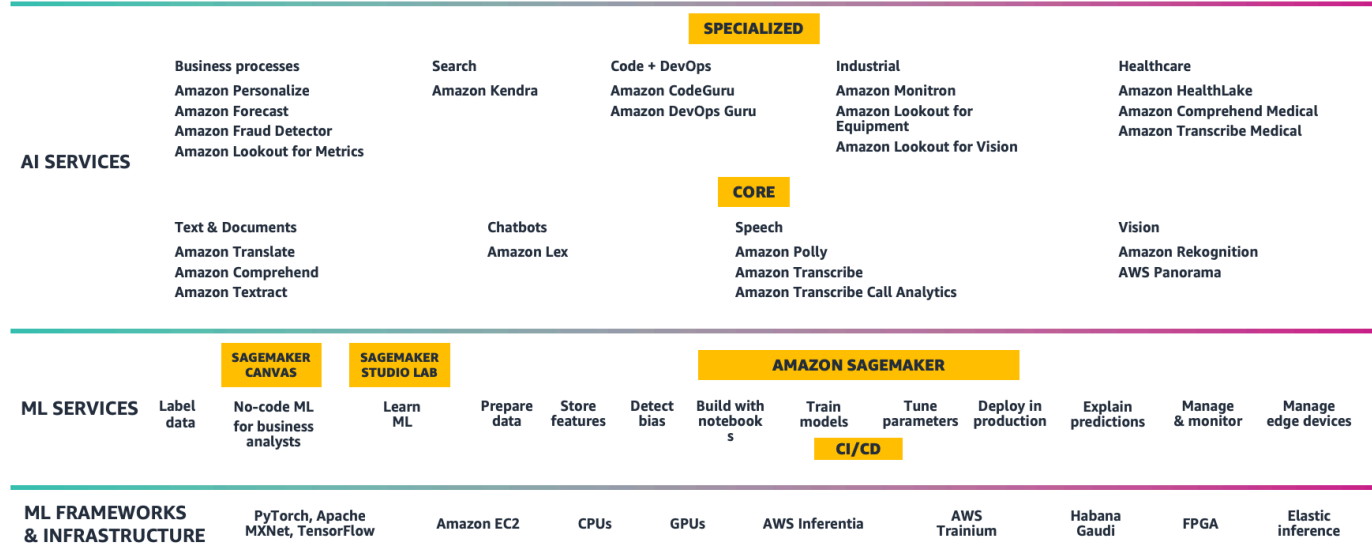 SPECIALIZED
Business processes
Amazon Personalize
Amazon Forecast
Amazon Fraud Detector
Amazon Lookout for Metrics
Search
Amazon Kendra
Code + DevOps
Amazon CodeGuru
Amazon DevOps Guru
Industrial
Amazon Monitron
Amazon Lookout for
Equipment
Amazon Lookout for Vision
Healthcare
Amazon HealthLake
Amazon Comprehend Medical
Amazon Transcribe Medical
AI SERVICES
CORE
Text & Documents
Amazon Translate
Amazon Comprehend
Amazon Textract
Chatbots
Amazon Lex
Speech
Amazon Polly
Amazon Transcribe
Amazon Transcribe Call Analytics
Vision
Amazon Rekognition
AWS Panorama
ML SERVICES
Label
data
SAGEMAKER
CANVAS
No-code ML
for business
analysts
SAGEMAKER
STUDIO LAB
Learn
ML
AMAZON SAGEMAKER
Prepare
data
Store
features
Detect
bias
Build with
notebook
s
Train
models
Tune
parameters
Deploy in
production
Explain
predictions
Manage
& monitor
Manage
edge devices
CI/CD
ML FRAMEWORKS
& INFRASTRUCTURE
PyTorch, Apache
MXNet, TensorFlow
Amazon EC2
CPUs
GPUs
AWS Inferentia
AWS
Trainium
Habana
Gaudi
FPGA
Elastic
inference